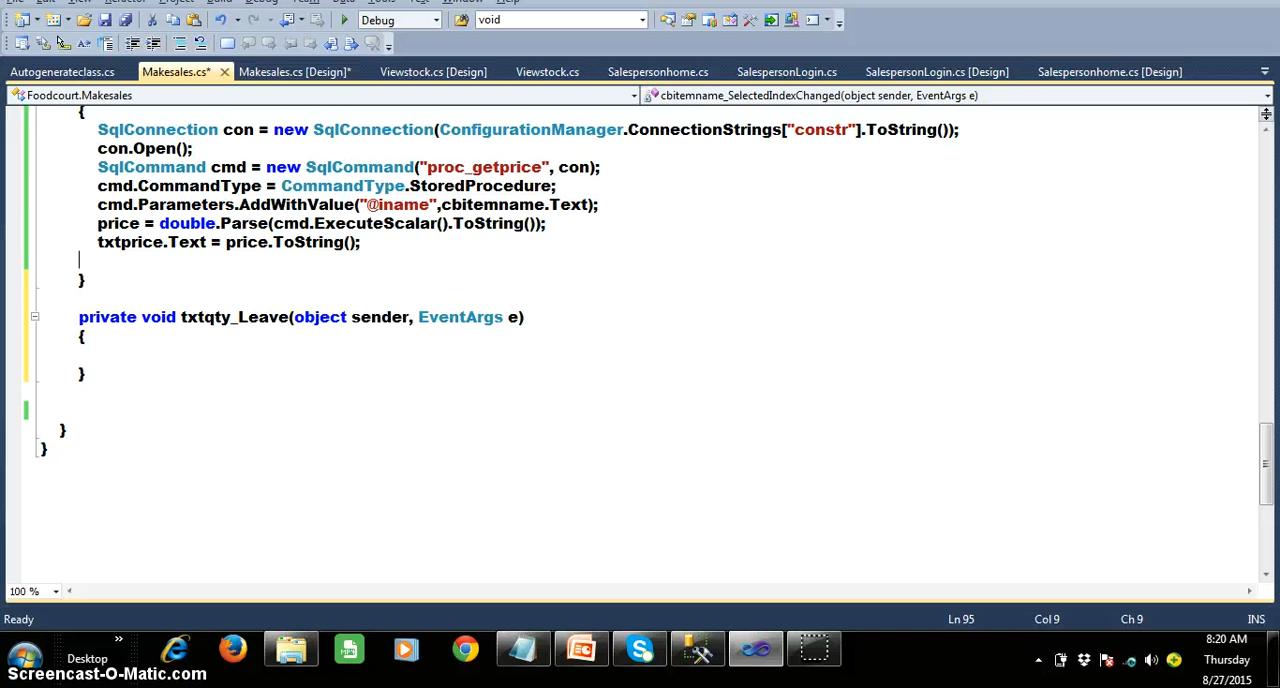 Debug
void
Autogenerateclass.cs
Makesales.cs*
Makesales.cs [Design]*
Viewstock.cs [Design]
Viewstock.cs
Salespersonhome.cs
SalespersonLogin.cs
SalespersonLogin.cs [Design]
Salespersonhome.cs [Design]
Foodcourt.Makesales
cbitemname_SelectedIndexChanged(object sender, EventArgs e)
{
SqlConnection con = new SqlConnection(ConfigurationManager.ConnectionStrings["constr"].ToString());
con.Open();
SqlCommand cmd = new SqlCommand("proc_getprice", con);
cmd.CommandType = CommandType.StoredProcedure;
cmd.Parameters.AddWithValue("@iname",cbitemname.Text);
price = double.Parse(cmd.ExecuteScalar().ToString());
txtprice.Text = price.ToString();
}
private void txtqty_Leave(object sender, EventArgs e)
{
}
}
}
100 %
Ready
Ln 95
Col 9
Ch 9
INS
Desktop
8:20 AM
Thursday
8/27/2015
Screencast-O-Matic.com